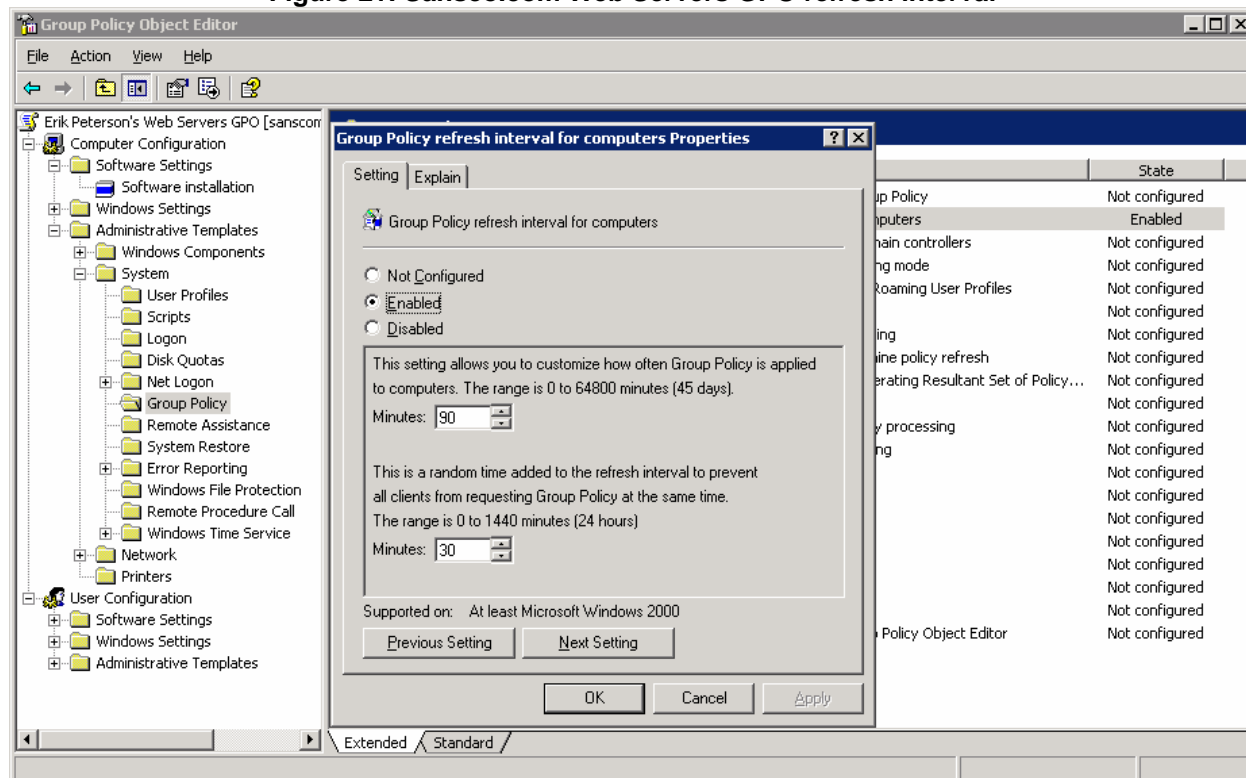 Group Policy Object Editor
File Action View Help
Erik Peterson's Web Servers GPO [sanscom
Computer Configuration
Software Settings
Software installation
Windows Settings
Administrative Templates
Windows Components
System
User Profiles
Scripts
Logon
Disk Quotas
Net Logon
Group Policy
Remote Assistance
System Restore
Error Reporting
Windows File Protection
Remote Procedure Call
Windows Time Service
Network
Printers
User Configuration
Software Settings
Windows Settings
Administrative Templates
Group Policy refresh interval for computers Properties
Setting Explain
Group Policy refresh interval for computers
Not Configured
Enabled
Disabled
This setting allows you to customize how often Group Policy is applied
to computers. The range is 0 to 64800 minutes (45 days).
Minutes: 90
This is a random time added to the refresh interval to prevent
all clients from requesting Group Policy at the same time.
The range is 0 to 1440 minutes (24 hours)
Minutes: 30
Supported on: At least Microsoft Windows 2000
Previous Setting Next Setting
OK Cancel Apply
State
up Policy Not configured
mputers Enabled
main controllers Not configured
ng mode Not configured
Roaming User Profiles Not configured
Not configured
ing Not configured
ine policy refresh Not configured
erating Resultant Set of Policy... Not configured
Not configured
y processing Not configured
ng Not configured
Not configured
Not configured
Not configured
Not configured
Not configured
Not configured
Policy Object Editor Not configured
Extended Standard